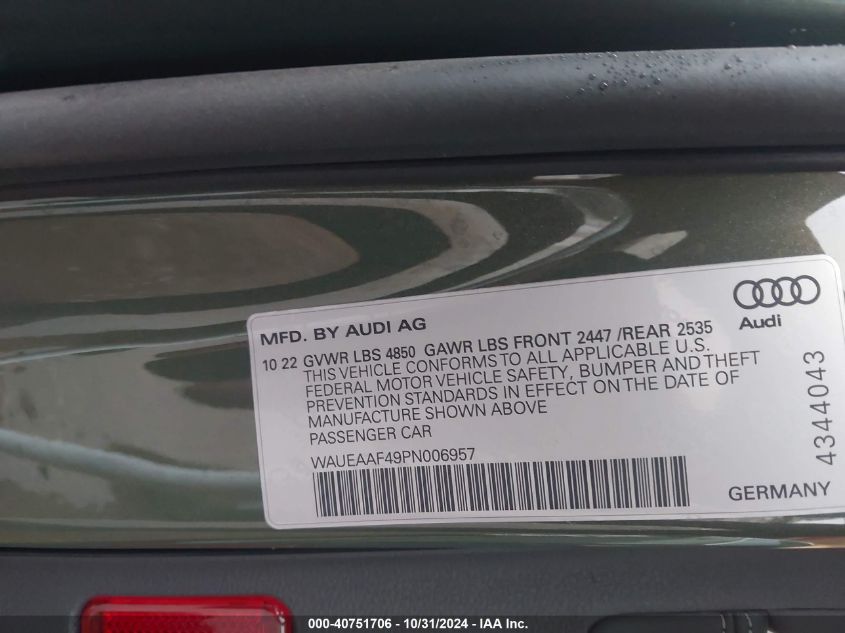 MFD. BY AUDI AG
10 22 GVWR LBS 4850 GAWR LBS FRONT 2447 /REAR 2535
THIS VEHICLE CONFORMS TO ALL APPLICABLE U.S.
FEDERAL MOTOR VEHICLE SAFETY, BUMPER AND THEFT
PREVENTION STANDARDS IN EFFECT ON THE DATE OF
MANUFACTURE SHOWN ABOVE
PASSENGER CAR
WAUEAAF49PN006957
Audi
4344043
GERMANY
000-40751706 - 10/31/2024 - IAA Inc.